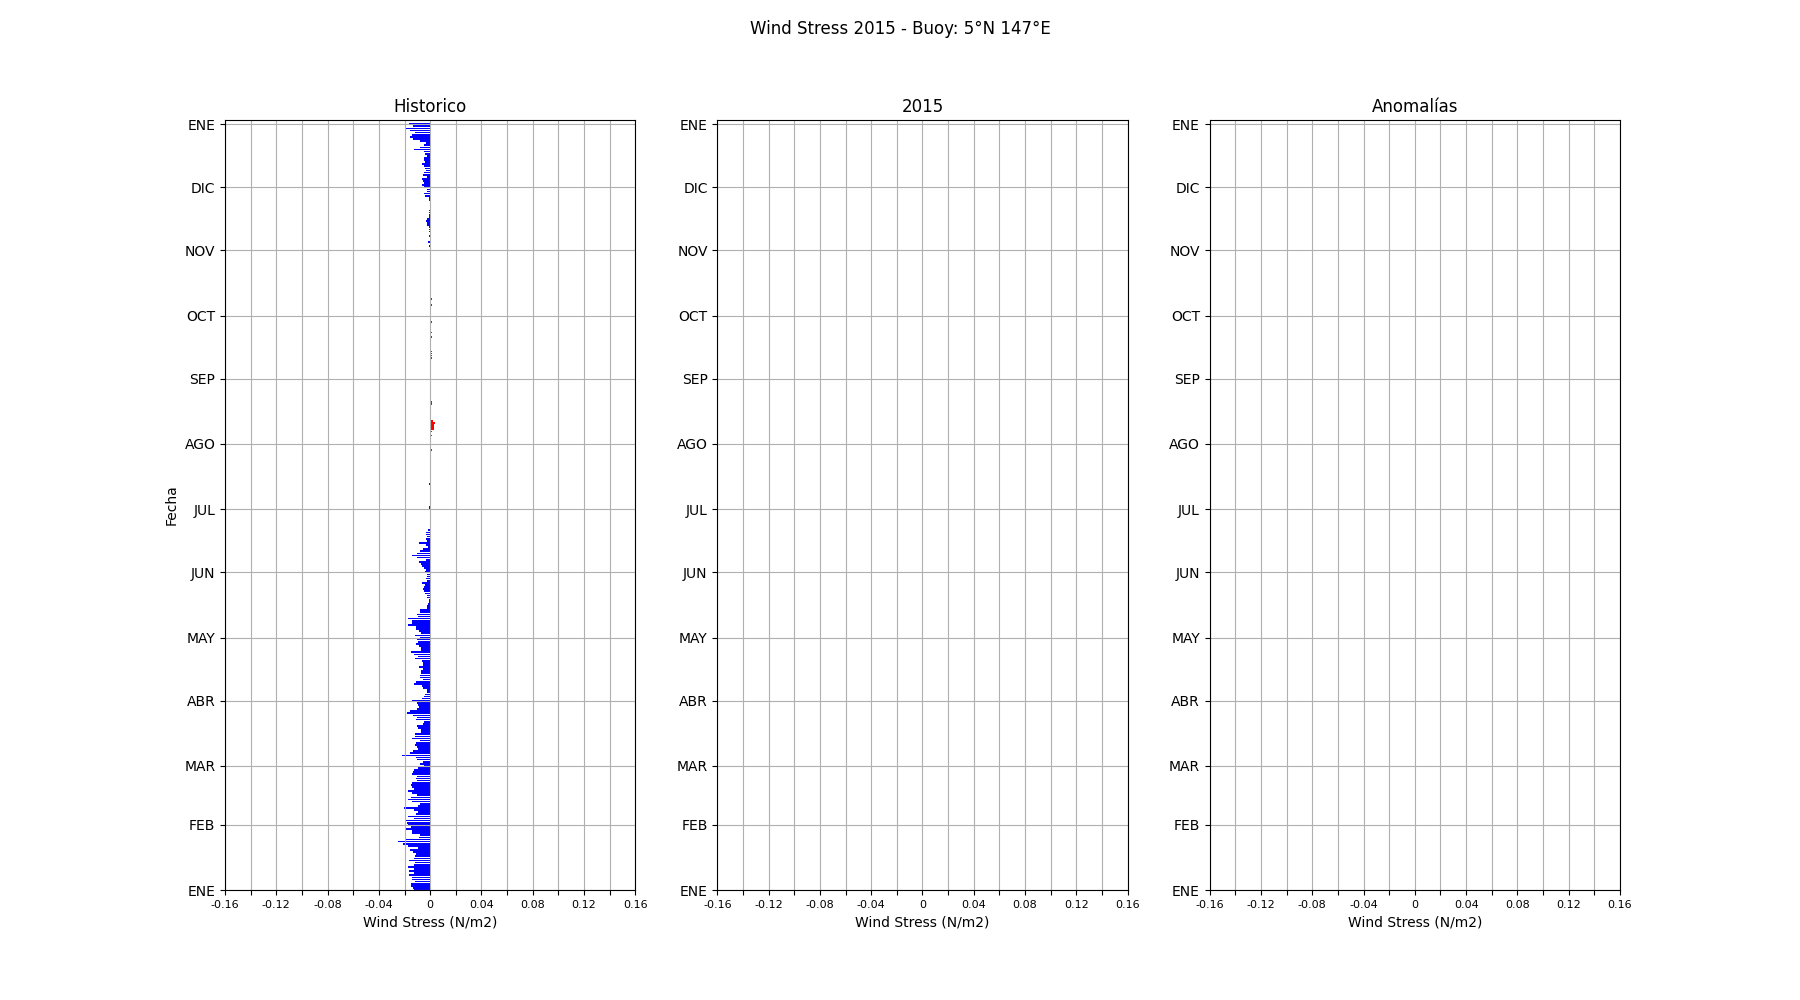 Wind Stress 2015 - Buoy: 5°N 147°E
Historico
ENE
DIC
NOV
OCT
SEP
AGO
JUL
JUN
MAY
ABR
MAR
FEB
ENE
Fecha
-0.16 -0.12 -0.08 -0.04 0 0.04 0.08 0.12 0.16
Wind Stress (N/m2)
2015
ENE
DIC
NOV
OCT
SEP
AGO
JUL
JUN
MAY
ABR
MAR
FEB
ENE
-0.16 -0.12 -0.08 -0.04 0 0.04 0.08 0.12 0.16
Wind Stress (N/m2)
Anomalías
ENE
DIC
NOV
OCT
SEP
AGO
JUL
JUN
MAY
ABR
MAR
FEB
ENE
-0.16 -0.12 -0.08 -0.04 0 0.04 0.08 0.12 0.16
Wind Stress (N/m2)